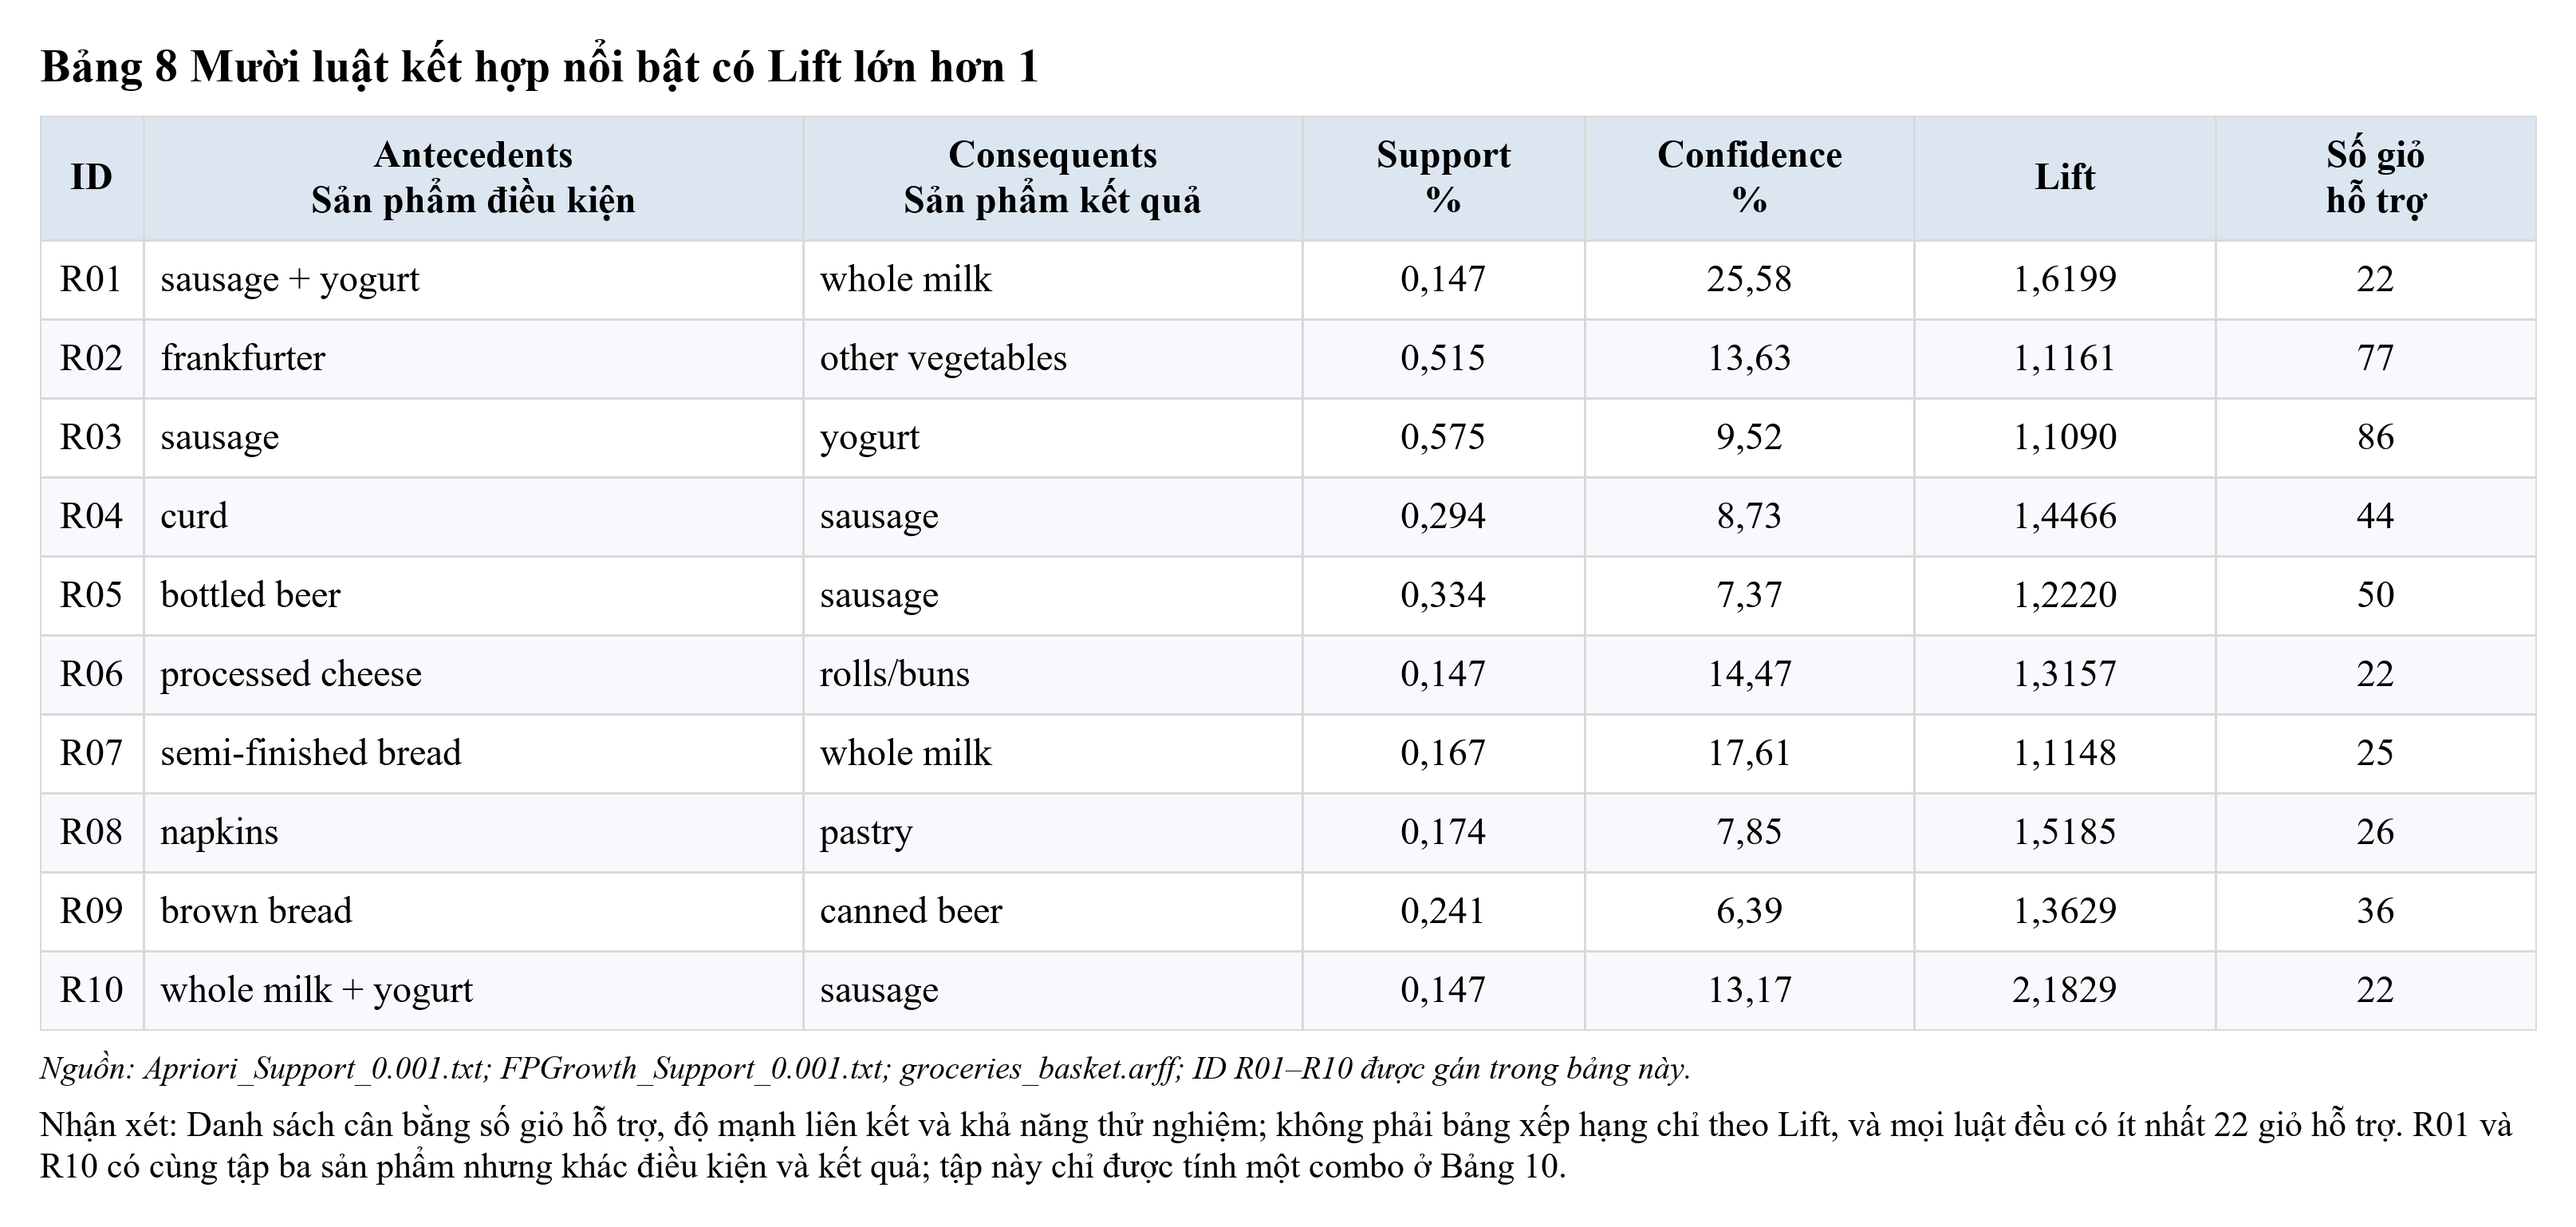 Bảng 8 Mười luật kết hợp nổi bật có Lift lớn hơn 1
ID Antecedents Sản phẩm điều kiện Consequents Sản phẩm kết quả Support % Confidence % Lift Số giỏ hỗ trợ
R01 sausage + yogurt whole milk 0,147 25,58 1,6199 22
R02 frankfurter other vegetables 0,515 13,63 1,1161 77
R03 sausage yogurt 0,575 9,52 1,1090 86
R04 curd sausage 0,294 8,73 1,4466 44
R05 bottled beer sausage 0,334 7,37 1,2220 50
R06 processed cheese rolls/buns 0,147 14,47 1,3157 22
R07 semi-finished bread whole milk 0,167 17,61 1,1148 25
R08 napkins pastry 0,174 7,85 1,5185 26
R09 brown bread canned beer 0,241 6,39 1,3629 36
R10 whole milk + yogurt sausage 0,147 13,17 2,1829 22
Nguồn: Apriori_Support_0.001.txt; FPGrowth_Support_0.001.txt; groceries_basket.arff; ID R01–R10 được gán trong bảng này.
Nhận xét: Danh sách cân bằng số giỏ hỗ trợ, độ mạnh liên kết và khả năng thử nghiệm; không phải bảng xếp hạng chỉ theo Lift, và mọi luật đều có ít nhất 22 giỏ hỗ trợ. R01 và
R10 có cùng tập ba sản phẩm nhưng khác điều kiện và kết quả; tập này chỉ được tính một combo ở Bảng 10.